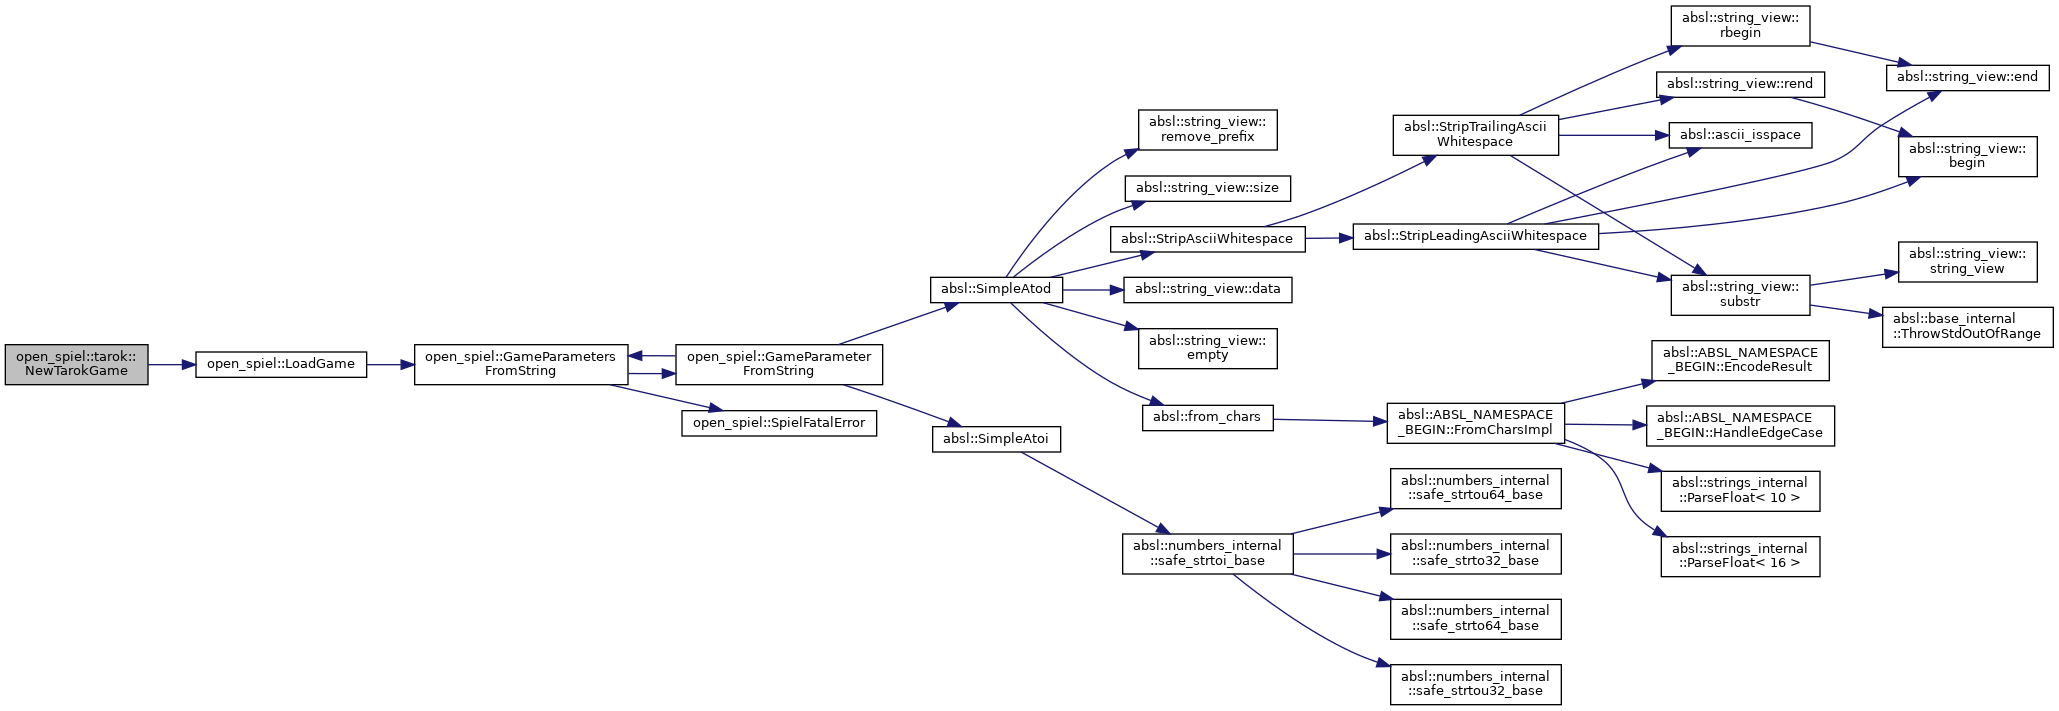 open_spiel::tarok::
NewTarokGame
open_spiel::LoadGame
open_spiel::GameParameters
FromString
open_spiel::GameParameter
FromString
open_spiel::SpielFatalError
absl::SimpleAtod
absl::SimpleAtoi
absl::string_view::
remove_prefix
absl::string_view::size
absl::StripAsciiWhitespace
absl::string_view::data
absl::string_view::
empty
absl::from_chars
absl::numbers_internal
::safe_strtoi_base
absl::StripTrailingAscii
Whitespace
absl::StripLeadingAsciiWhitespace
absl::ABSL_NAMESPACE
_BEGIN::FromCharsImpl
absl::numbers_internal
::safe_strtou64_base
absl::numbers_internal
::safe_strto32_base
absl::numbers_internal
::safe_strto64_base
absl::numbers_internal
::safe_strtou32_base
absl::string_view::
rbegin
absl::string_view::rend
absl::ascii_isspace
absl::string_view::
substr
absl::ABSL_NAMESPACE
_BEGIN::EncodeResult
absl::ABSL_NAMESPACE
_BEGIN::HandleEdgeCase
absl::strings_internal
::ParseFloat< 10 >
absl::strings_internal
::ParseFloat< 16 >
absl::string_view::end
absl::string_view::
begin
absl::string_view::
string_view
absl::base_internal
::ThrowStdOutOfRange